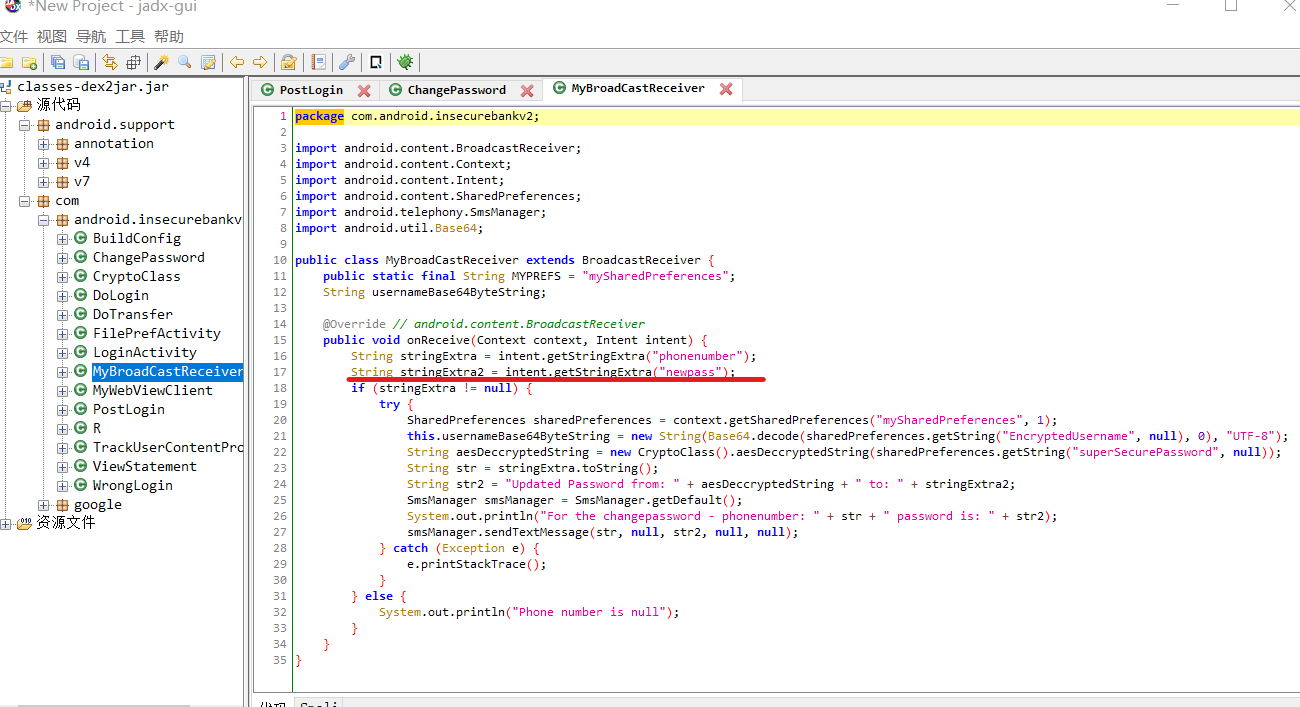 *New Project - jadx-gui
文件 视图 导航 工具 帮助
classes-dex2jar.jar
源代码
android.support
annotation
v4
v7
com
android.insecurebankv
BuildConfig
ChangePassword
CryptoClass
DoLogin
DoTransfer
FilePrefActivity
LoginActivity
MyBroadCastReceiver
MyWebViewClient
PostLogin
R
TrackUserContentPro
ViewStatement
WrongLogin
google
资源文件
PostLogin ChangePassword MyBroadCastReceiver
1 package com.android.insecurebankv2;
2
3 import android.content.BroadcastReceiver;
4 import android.content.Context;
5 import android.content.Intent;
6 import android.content.SharedPreferences;
7 import android.telephony.SmsManager;
8 import android.util.Base64;
9
10 public class MyBroadCastReceiver extends BroadcastReceiver {
11 public static final String MYPREFS = "mySharedPreferences";
12 String usernameBase64ByteString;
13
14 @Override // android.content.BroadcastReceiver
15 public void onReceive(Context context, Intent intent) {
16 String stringExtra = intent.getStringExtra("phonenumber");
17 String stringExtra2 = intent.getStringExtra("newpass");
18 if (stringExtra != null) {
19 try {
20 SharedPreferences sharedPreferences = context.getSharedPreferences("mySharedPreferences", 1);
21 this.usernameBase64ByteString = new String(Base64.decode(sharedPreferences.getString("EncryptedUsername", null), 0), "UTF-8");
22 String aesDeccryptedString = new CryptoClass().aesDeccryptedString(sharedPreferences.getString("superSecurePassword", null));
23 String str = stringExtra.toString();
24 String str2 = "Updated Password from: " + aesDeccryptedString + " to: " + stringExtra2;
25 SmsManager smsManager = SmsManager.getDefault();
26 System.out.println("For the changepassword - phonenumber: " + str + " password is: " + str2);
27 smsManager.sendTextMessage(str, null, str2, null, null);
28 } catch (Exception e) {
29 e.printStackTrace();
30 }
31 } else {
32 System.out.println("Phone number is null");
33 }
34 }
35 }
代码 Smali